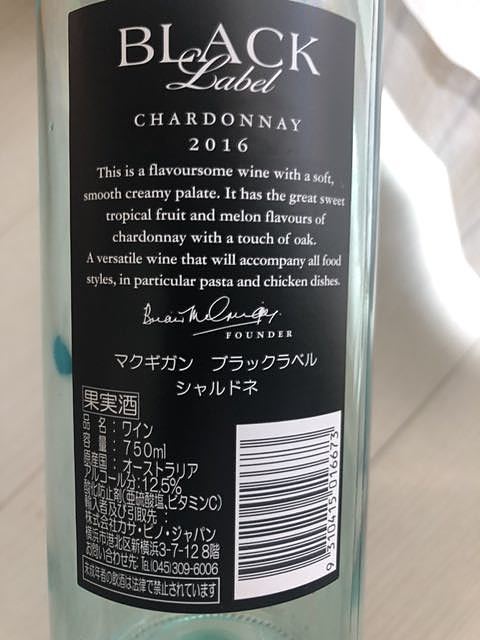 BLACK
Label
CHARDONNAY
2016
This is a flavoursome wine with a soft,
smooth creamy palate. It has the great sweet
tropical fruit and melon flavours of
chardonnay with a touch of oak.
A versatile wine that will accompany all food
styles, in particular pasta and chicken dishes.
FOUNDER
マクギガン ブラックラベル
シャルドネ
果実酒
品名:ワイン
容量:750ml
原産国:オーストラリア
アルコール分:12.5%
酸化防止剤(亜硫酸塩、ビタミンC)
輸入者及び引取先:
株式会社カサ・ピノ・ジャパン
横浜市港北区新横浜3-7-12 8階
お問い合わせ先:TEL(045)309-6006
未成年者の飲酒は法律で禁止されています
9 310415 016673